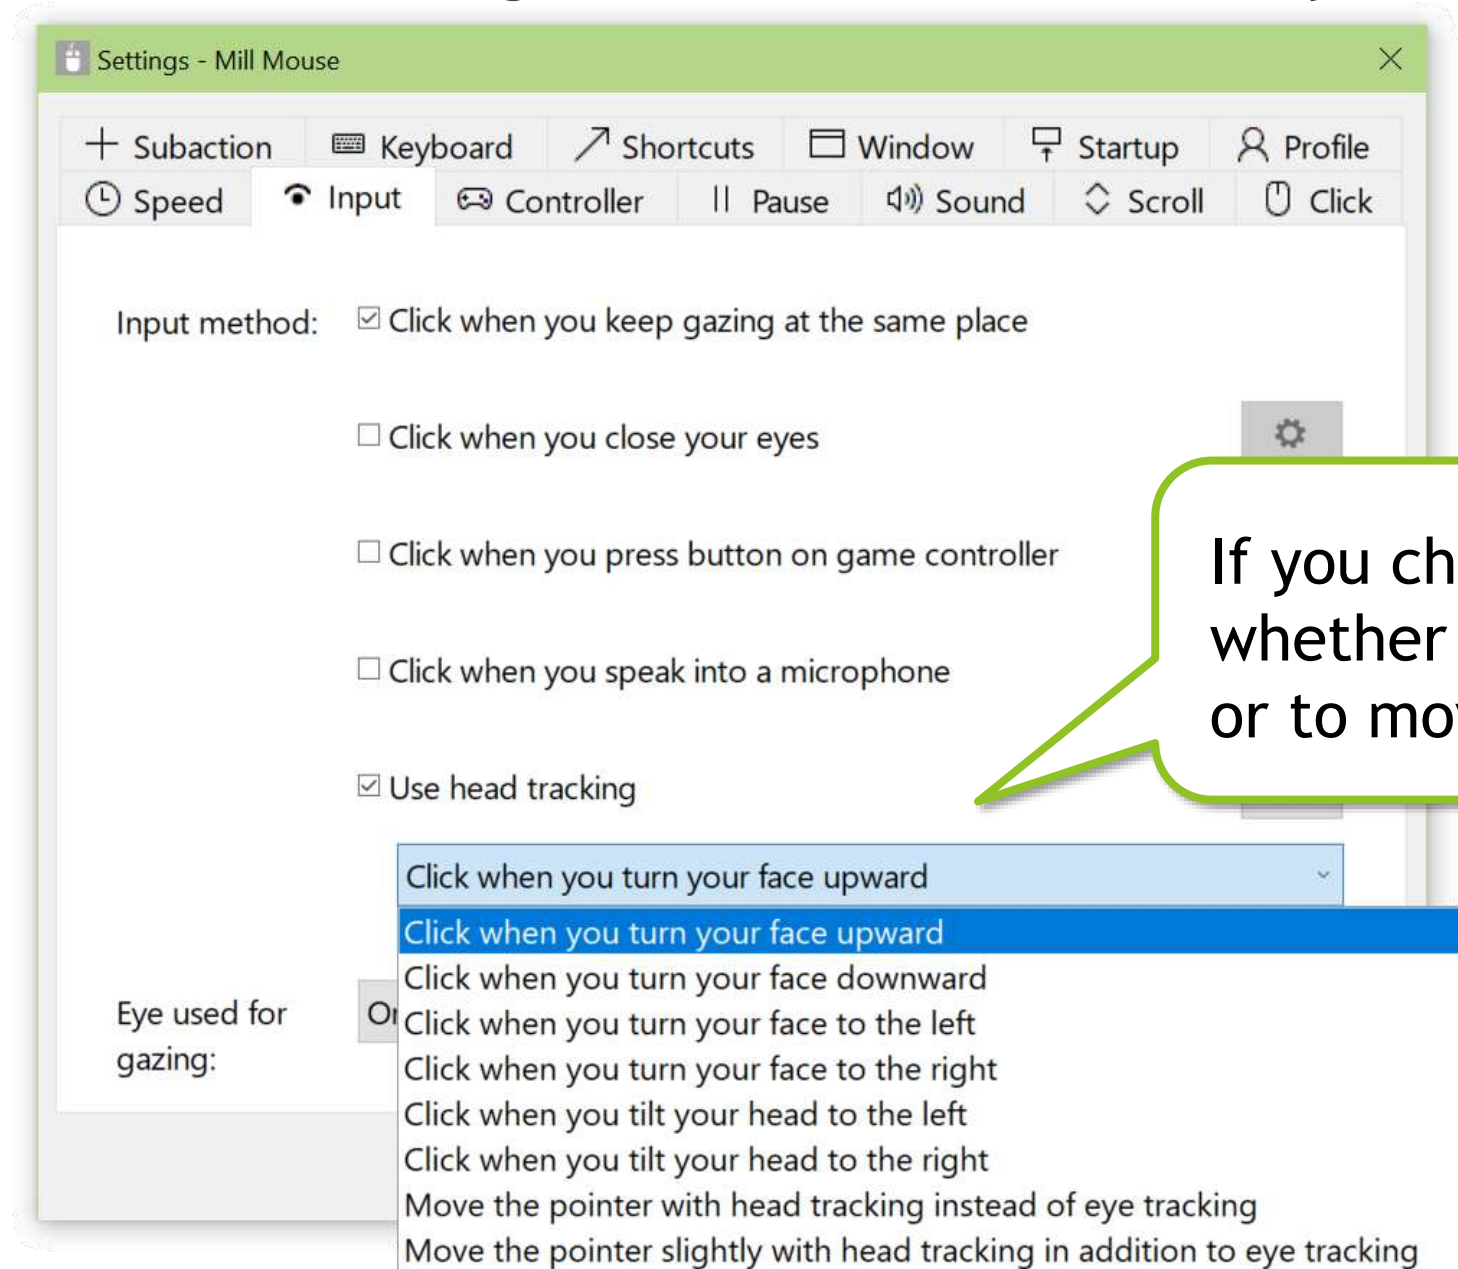 Settings - Mill Mouse
Subaction Keyboard Shortcuts Window Startup Profile
Speed Input Controller Pause Sound Scroll Click
Input method: Click when you keep gazing at the same place
Click when you close your eyes
Click when you press button on game controller
Click when you speak into a microphone
Use head tracking
If you ch
whether
or to mo
Click when you turn your face upward
Click when you turn your face upward
Click when you turn your face downward
Click when you turn your face to the left
Click when you turn your face to the right
Click when you tilt your head to the left
Click when you tilt your head to the right
Move the pointer with head tracking instead of eye tracking
Move the pointer slightly with head tracking in addition to eye tracking
Eye used for
gazing: